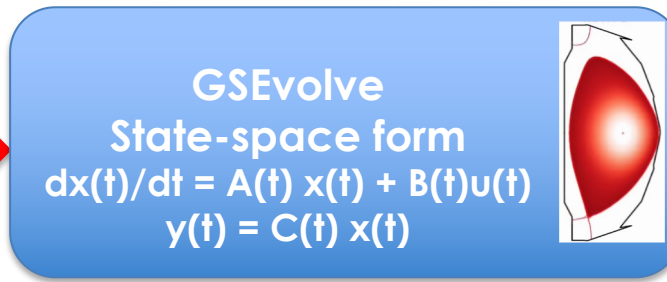 GSEvolve
State-space form
dx(t)/dt = A(t) x(t) + B(t)u(t)
y(t) = C(t) x(t)